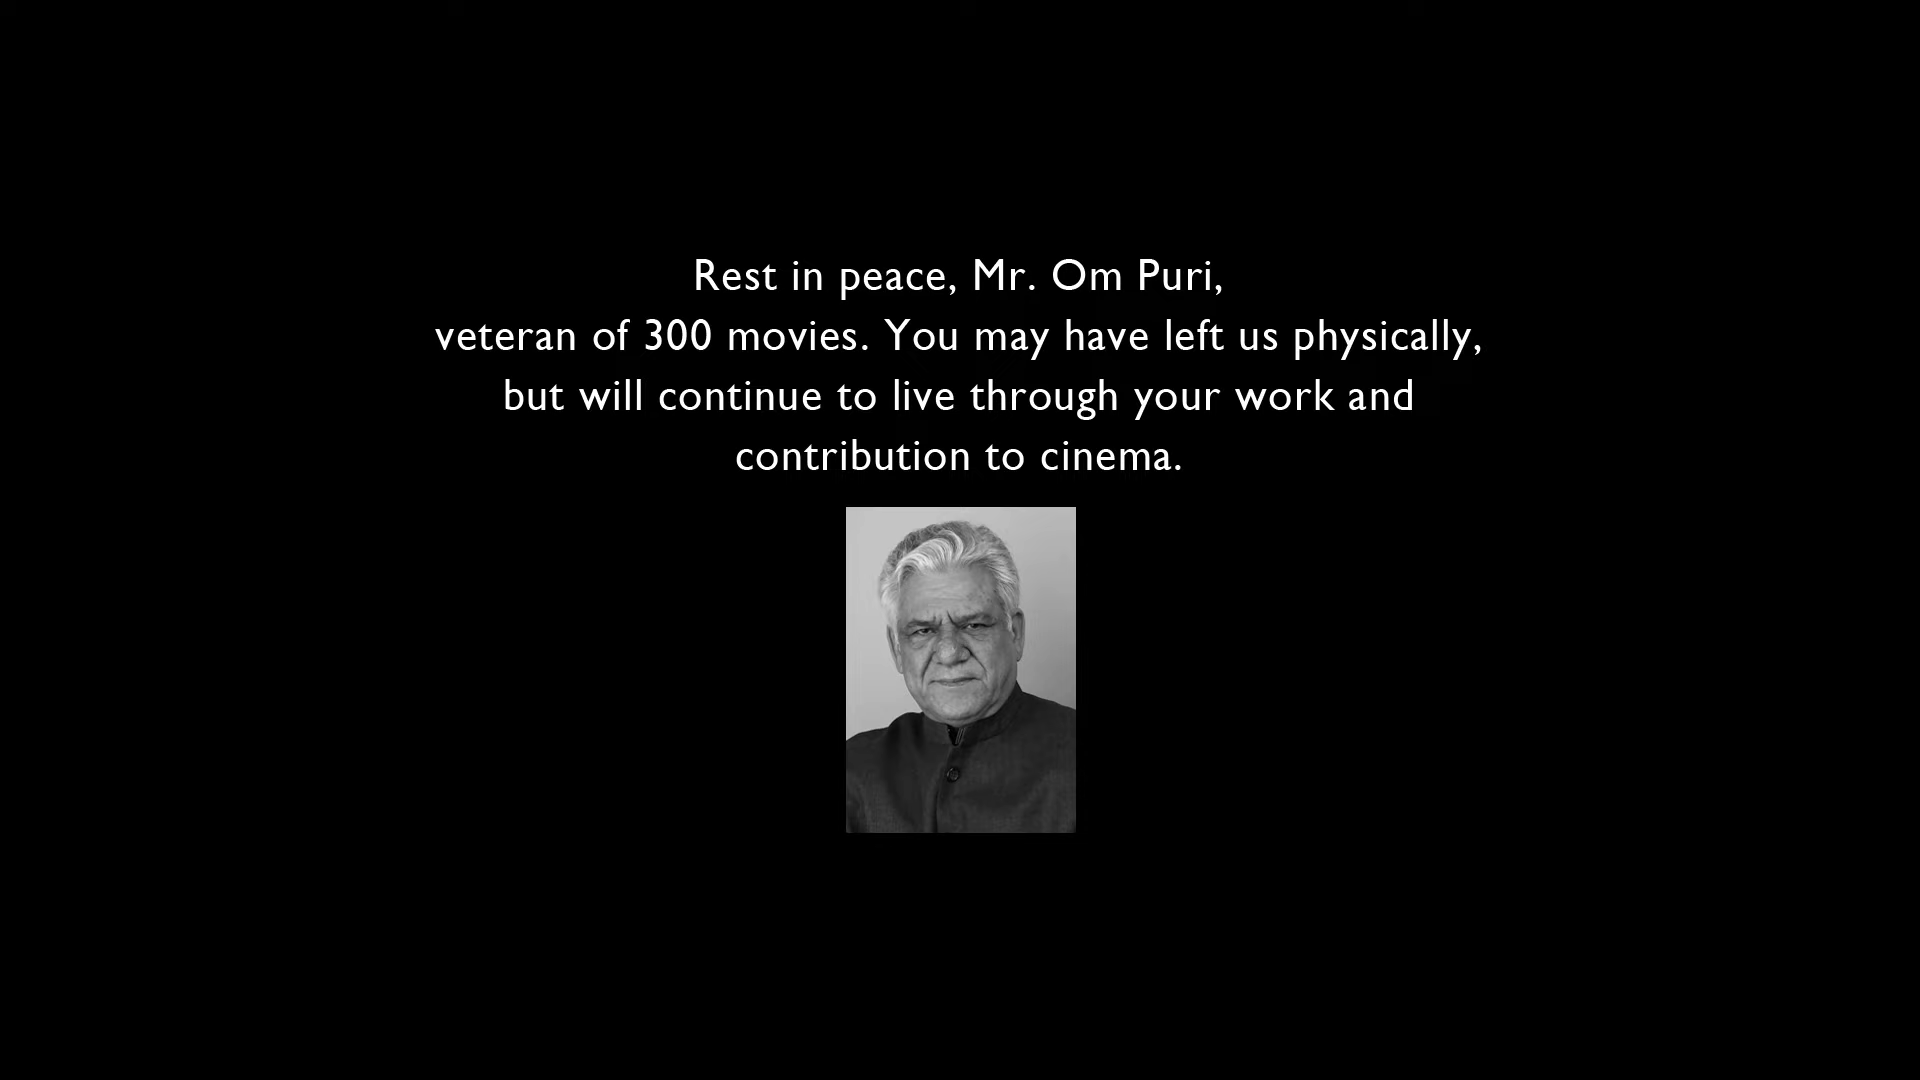 Rest in peace, Mr. Om Puri,
veteran of 300 movies. You may have left us physically,
but will continue to live through your work and
contribution to cinema.